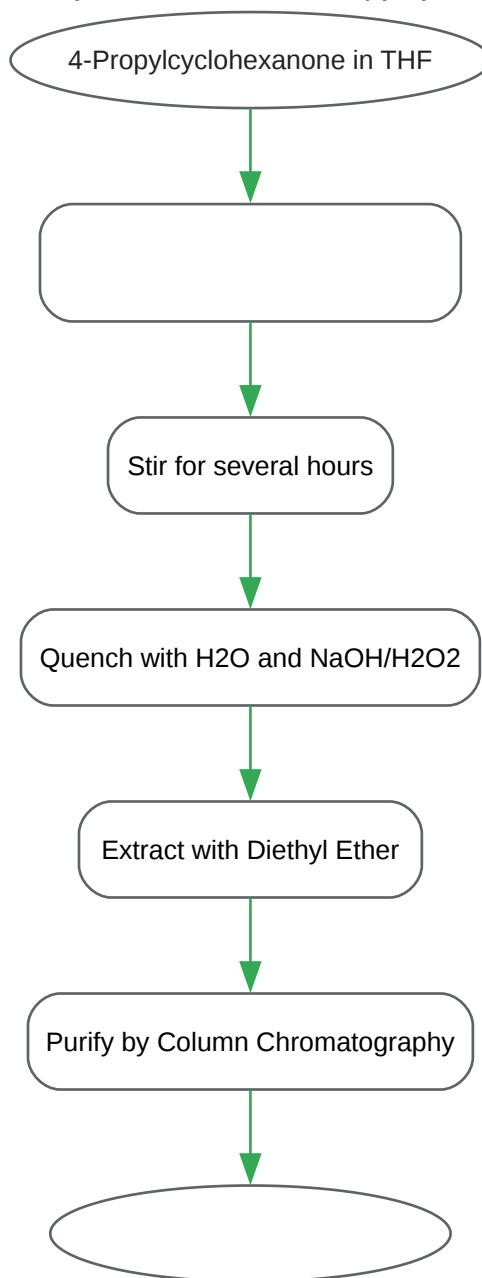 4-Propylcyclohexanone in THF
Stir for several hours
Quench with H2O and NaOH/H2O2
Extract with Diethyl Ether
Purify by Column Chromatography